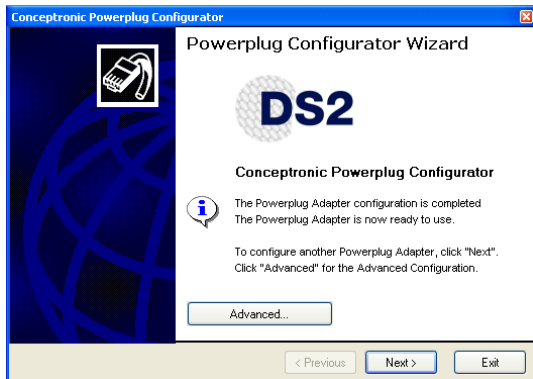 Conceptronic Powerplug Configurator
Powerplug Configurator Wizard
DS2
Conceptronic Powerplug Configurator
The Powerplug Adapter configuration is completed
The Powerplug Adapter is now ready to use.
To configure another Powerplug Adapter, click "Next".
Click "Advanced" for the Advanced Configuration.
Advanced...
< Previous Next > Exit